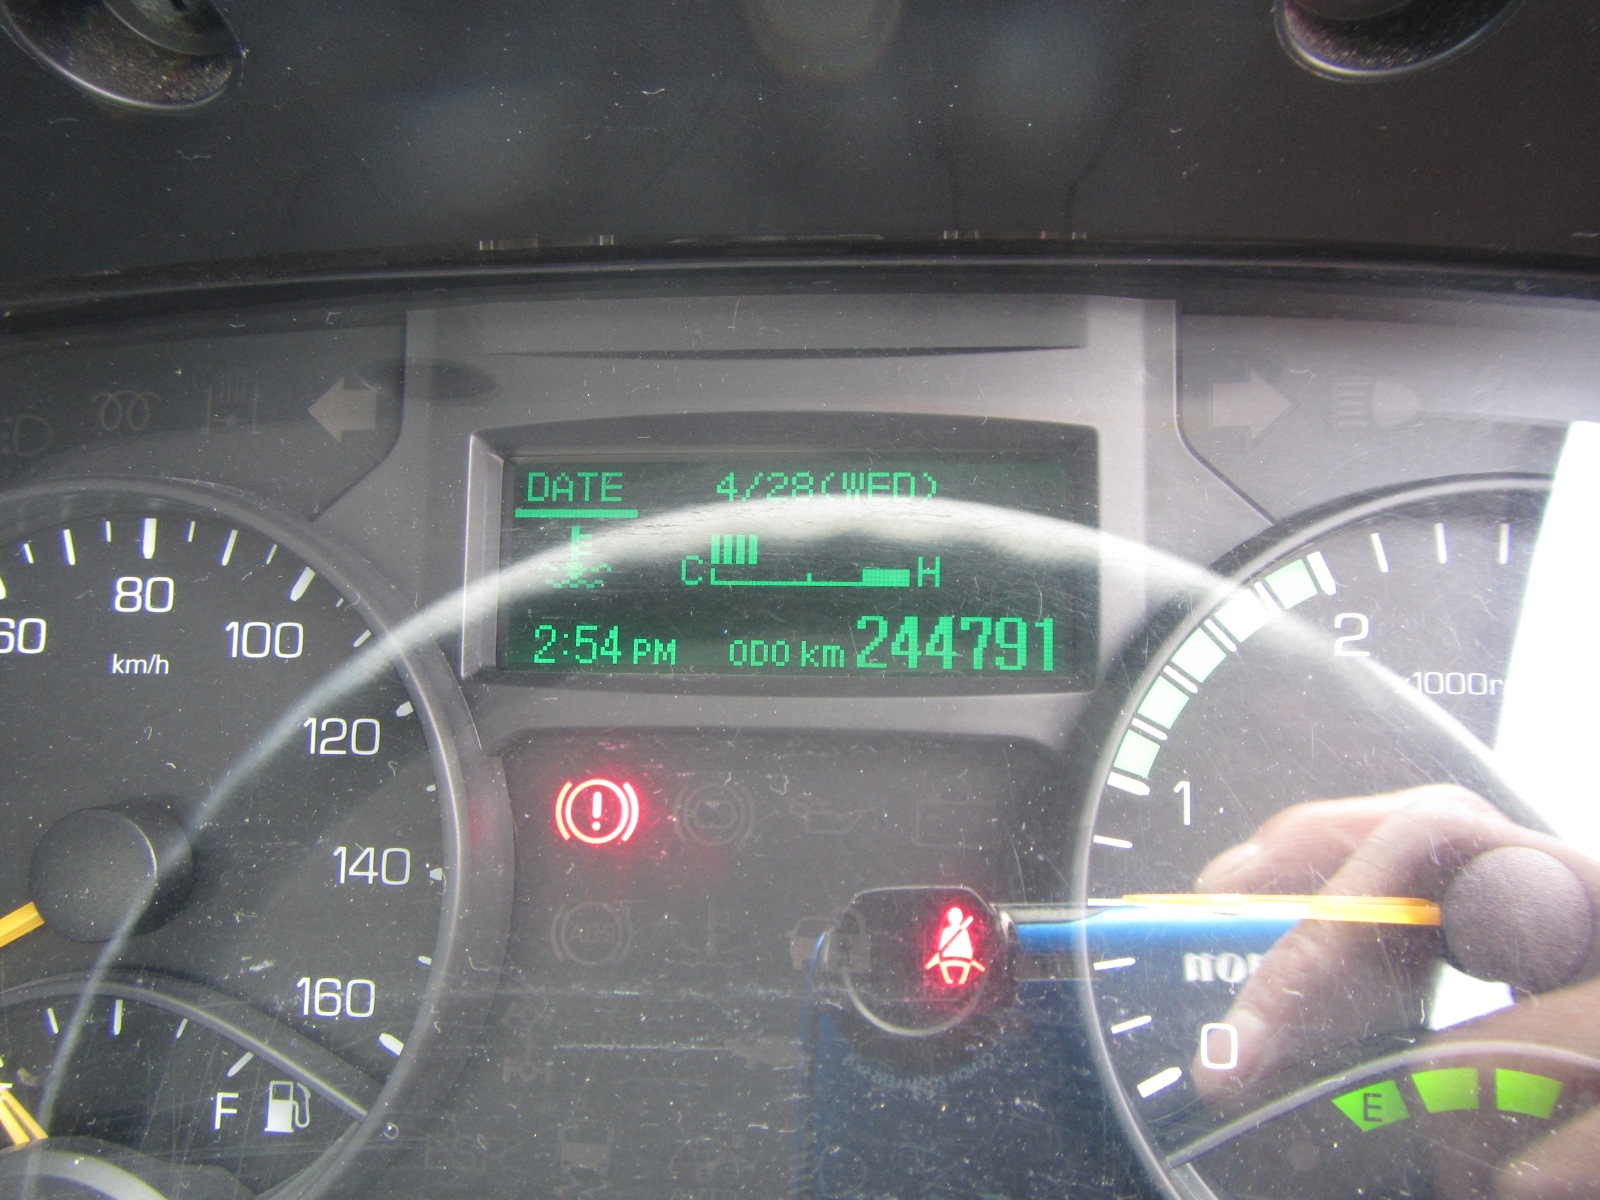 DATE 4/28(WED)
C H
2:54 PM ODO km 244791
60
80
100
km/h
120
140
160
F
2
1
0
E
ABS